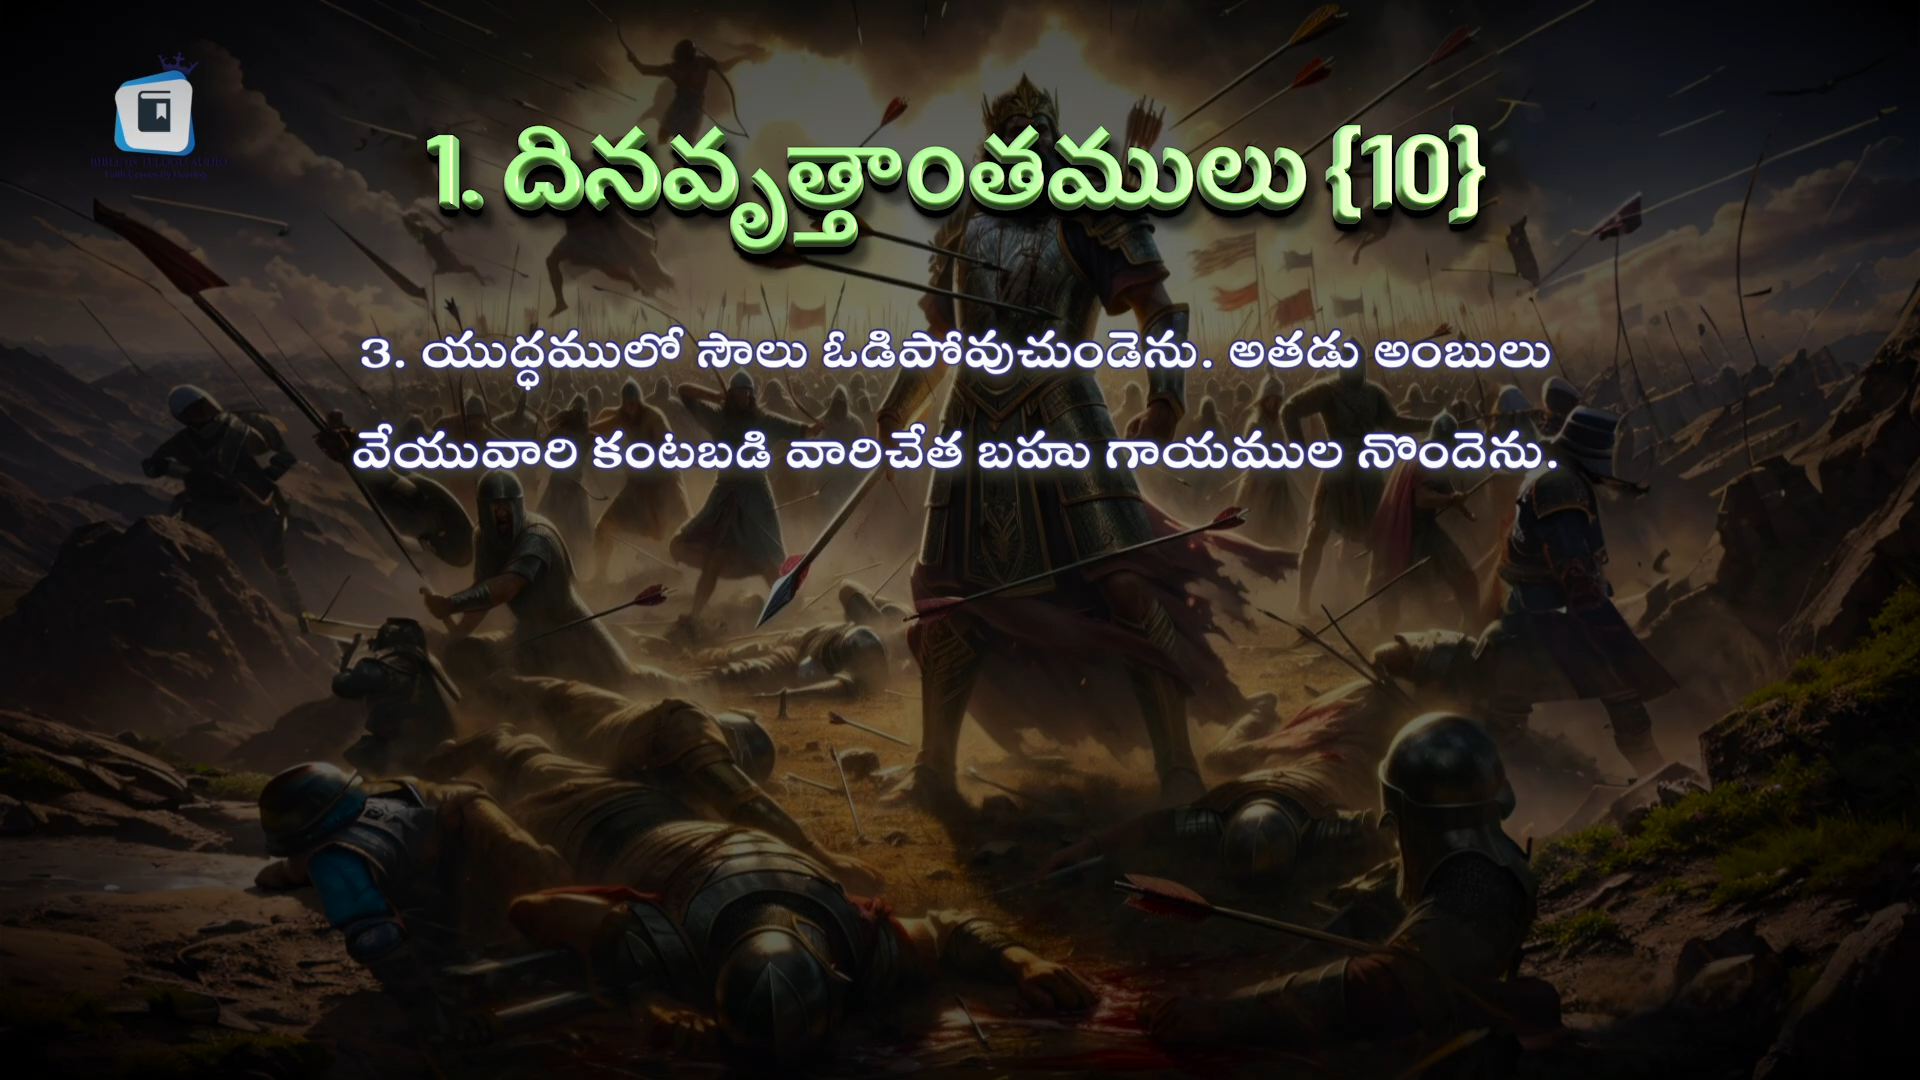 1. దినవృత్తాంతములు {10}
3. యుద్ధములో సౌలు ఓడిపోవుచుండెను. అతడు అంబులు
వేయువారి కంటబడి వారిచేత బహు గాయముల నొందెను.